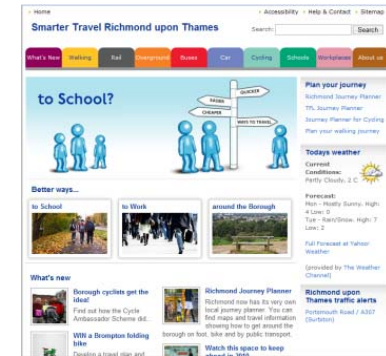 Home
Accessibility
Help & Contact
Sitemap
Smarter Travel Richmond upon Thames
Search:
Search
What's New
Walking
Rail
Overground
Buses
Car
Cycling
Schools
Workplaces
About us
to School?
QUICKER
EASIER
CHEAPER
WAYS TO TRAVEL
Plan your journey
Richmond Journey Planner
TFL Journey Planner
Journey Planner for Cycling
Plan your walking journey
Todays weather
Current
Conditions:
Partly Cloudy, 2 C
Forecast:
Mon - Mostly Sunny. High:
4 Low: 0
Tue - Rain/Snow. High: 7
Low: 2
Full Forecast at Yahoo!
Weather
(provided by The Weather
Channel)
Richmond upon
Thames traffic alerts
Portsmouth Road / A307
(Surbiton)
Better ways...
to School
to Work
around the Borough
What's new
Borough cyclists get the
idea!
Find out how the Cycle
Ambassador Scheme did..
WIN a Brompton folding
bike
Develop a travel plan and
Richmond Journey Planner
Richmond now has its very own
local journey planner. You can
find maps and travel information
showing how to get around the
borough on foot, bike and by public transport.
Watch this space to keep
ahead in 2009